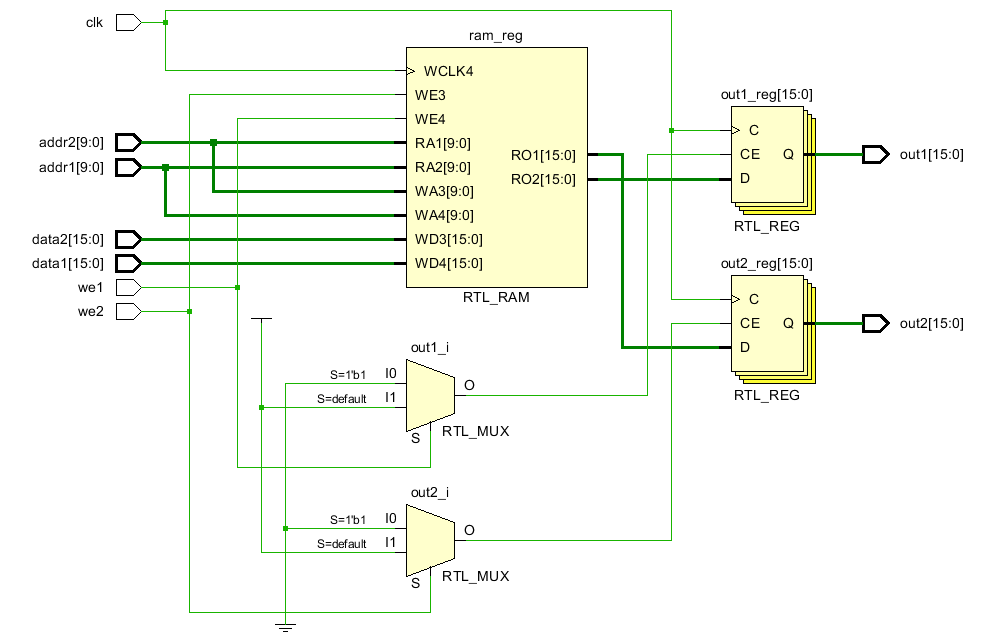 clk
ram_reg
WCLK4
WE3
WE4
addr2[9:0]
RA1[9:0]
addr1[9:0]
RA2[9:0]
WA3[9:0]
WA4[9:0]
data2[15:0]
WD3[15:0]
data1[15:0]
WD4[15:0]
RO1[15:0]
RO2[15:0]
RTL_RAM
we1
we2
out1_reg[15:0]
C
CE
Q
D
RTL_REG
out1[15:0]
out2_reg[15:0]
C
CE
Q
D
RTL_REG
out2[15:0]
out1_i
S=1'b1
I0
S=default
I1
O
S
RTL_MUX
out2_i
S=1'b1
I0
S=default
I1
O
S
RTL_MUX